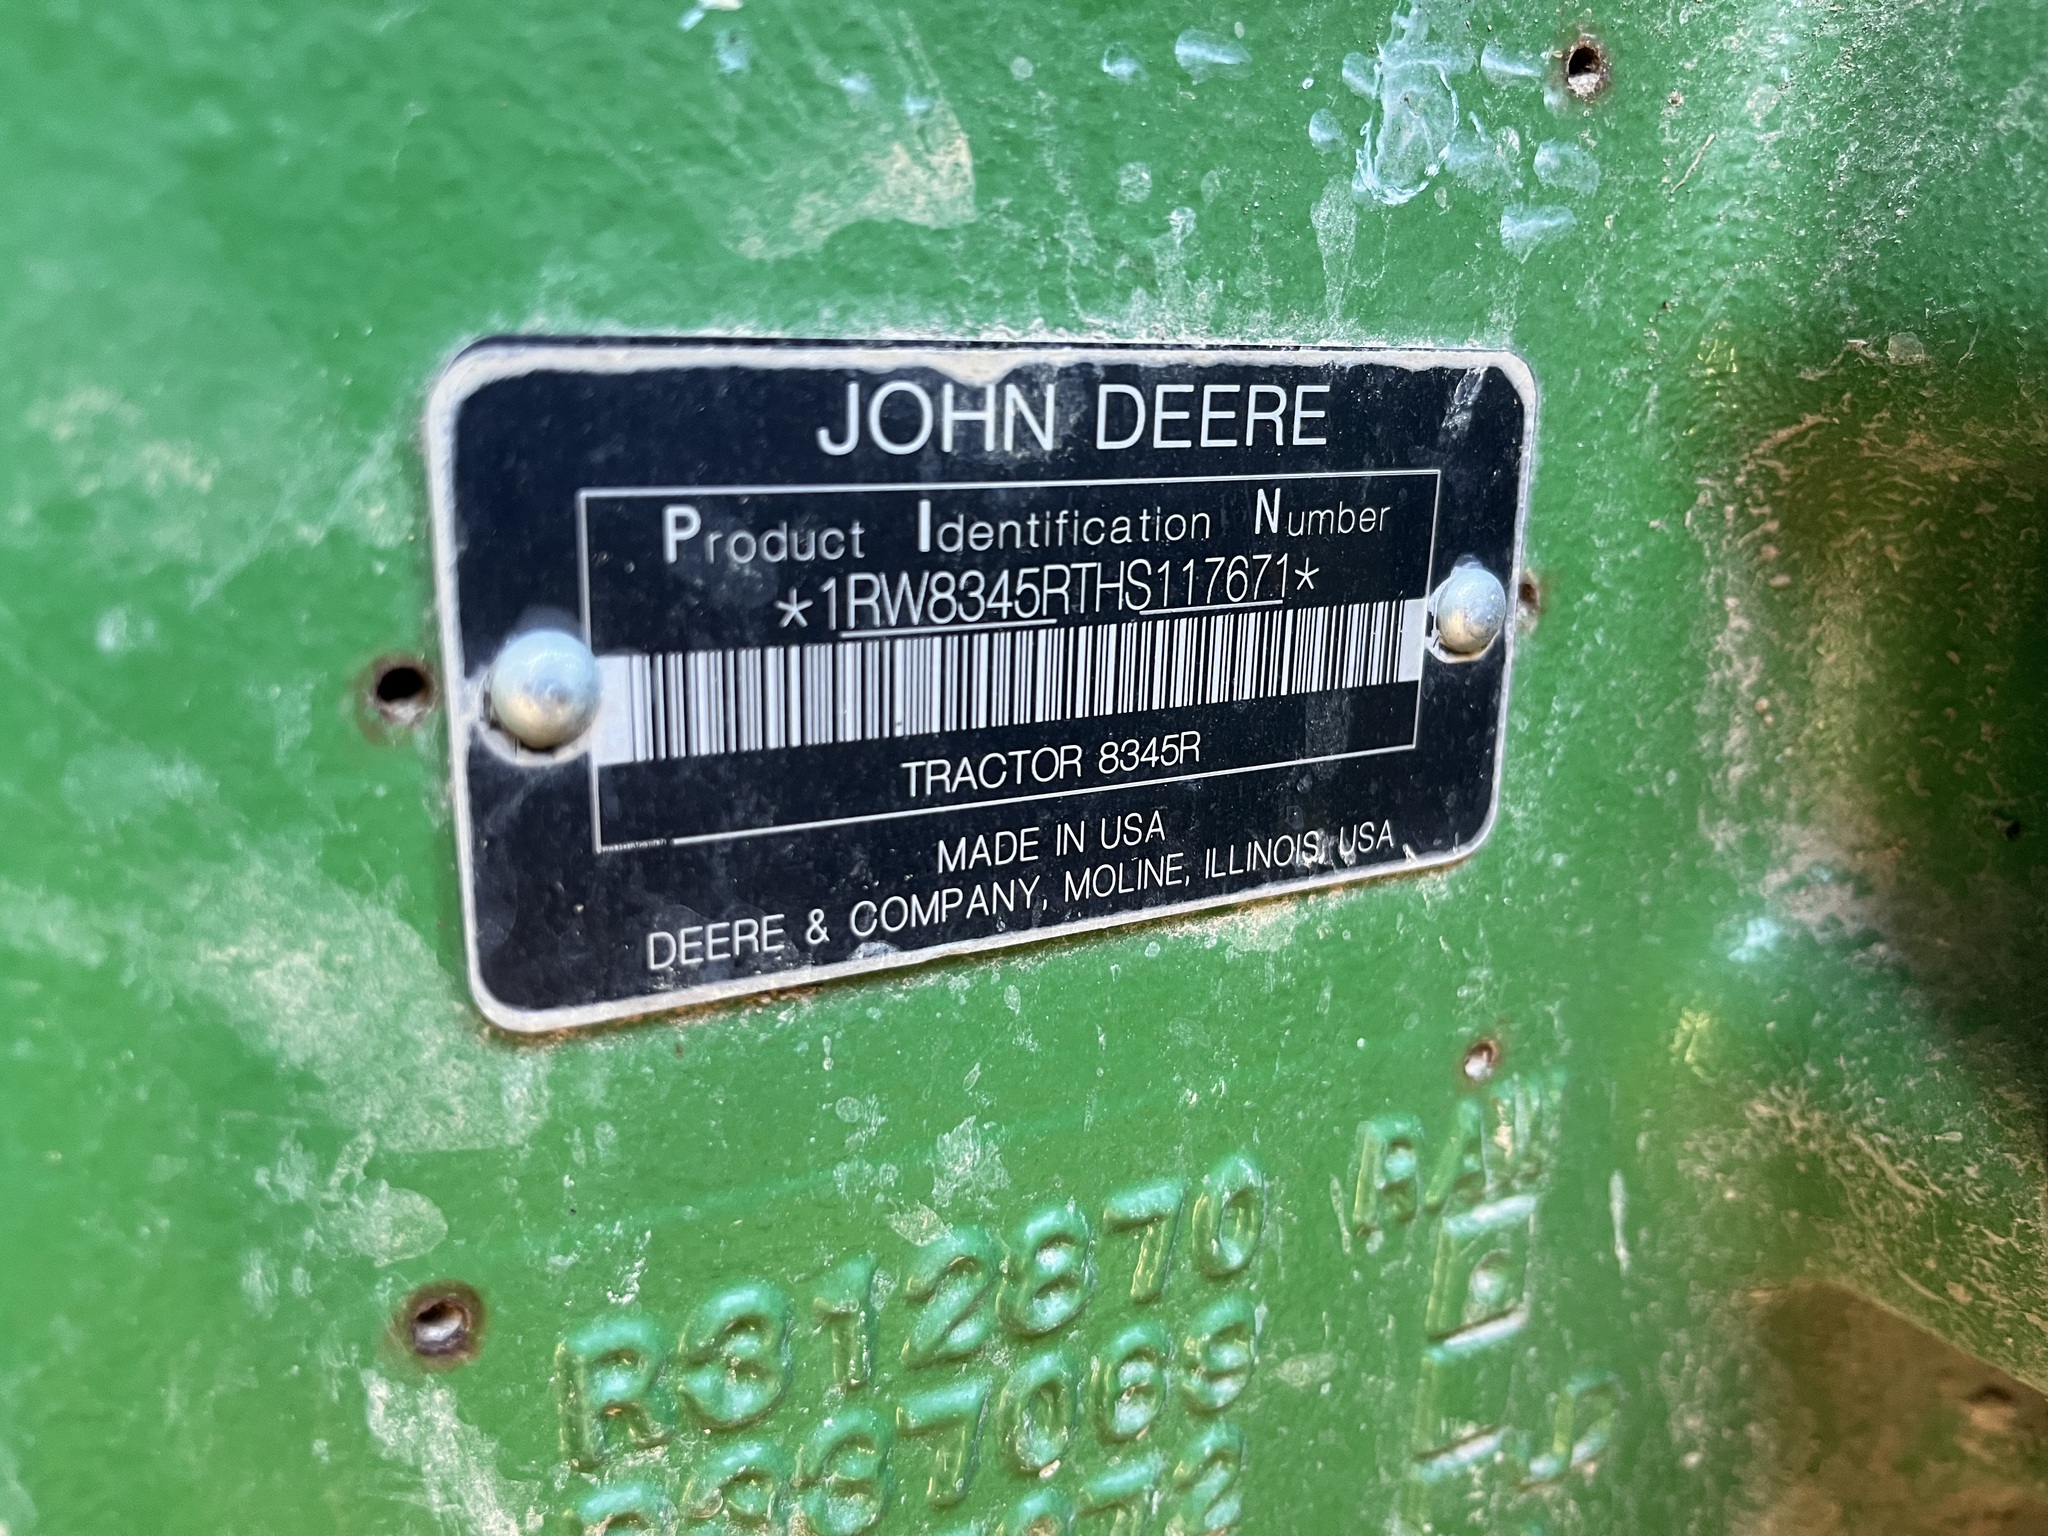 JOHN DEERE
Product Identification Number
*1RW8345RTHS117671*
TRACTOR 8345R
MADE IN USA
DEERE & COMPANY, MOLINE, ILLINOIS, USA
R312870